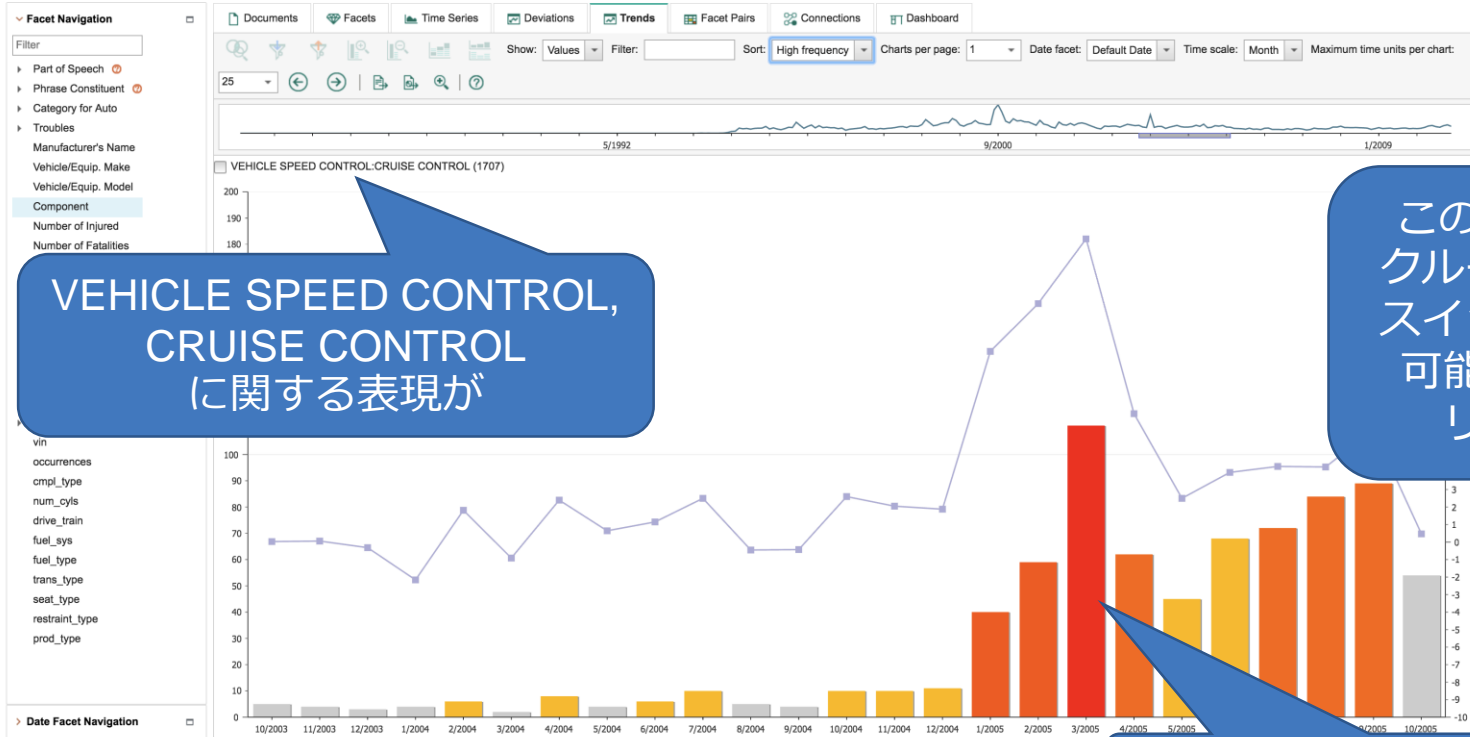 Facet Navigation
Filter
Part of Speech
Phrase Constituent
Category for Auto
Troubles
Manufacturer's Name
Vehicle/Equip. Make
Vehicle/Equip. Model
Component
Number of Injured
Number of Fatalities
vin
occurrences
cmpl_type
num_cyls
drive_train
fuel_sys
fuel_type
trans_type
seat_type
restraint_type
prod_type
Date Facet Navigation
Documents Facets Time Series Deviations Trends Facet Pairs Connections Dashboard
Show: Values Filter: Sort: High frequency Charts per page: 1 Date facet: Default Date Time scale: Month Maximum time units per chart:
25
5/1992 9/2000 1/2009
VEHICLE SPEED CONTROL:CRUISE CONTROL (1707)
VEHICLE SPEED CONTROL,
CRUISE CONTROL
に関する表現が
この
スイ
可能
リ
200
190
180
100
90
80
70
60
50
40
30
20
10
0
3
2
1
0
-1
-2
-3
-4
-5
-6
-7
-8
-9
-10
10/2003 11/2003 12/2003 1/2004 2/2004 3/2004 4/2004 5/2004 6/2004 7/2004 8/2004 9/2004 10/2004 11/2004 12/2004 1/2005 2/2005 3/2005 4/2005 5/2005 10/2005